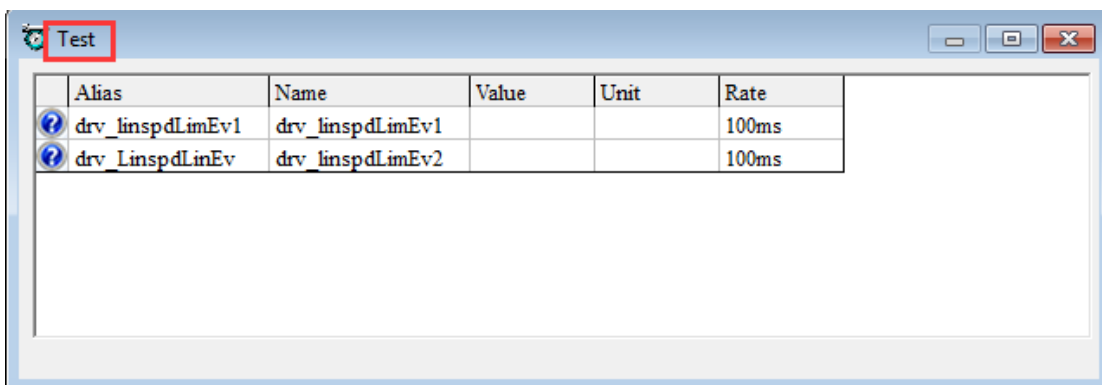 Test
Alias Name Value Unit Rate
drv_linspdLimEv1 drv_linspdLimEv1 100ms
drv_LinspdLinEv drv_linspdLimEv2 100ms